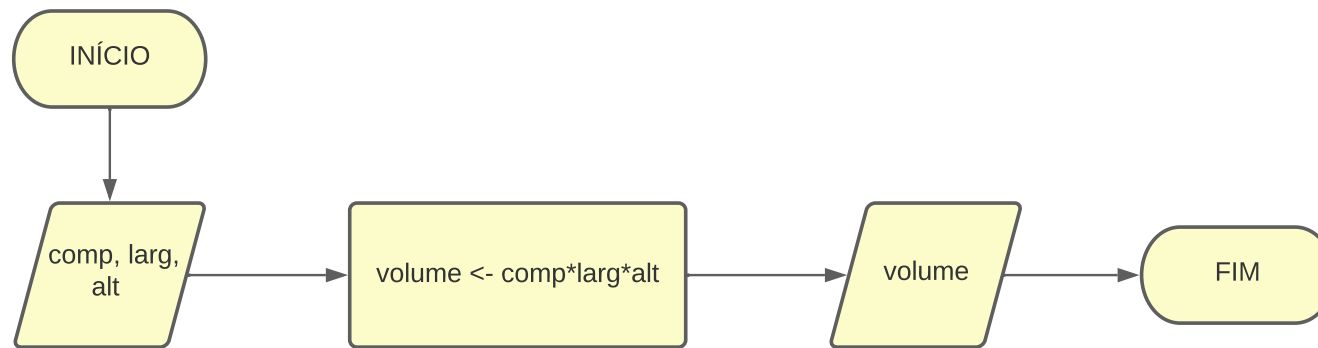 INÍCIO
comp, larg,
alt
volume <- comp*larg*alt
volume
FIM